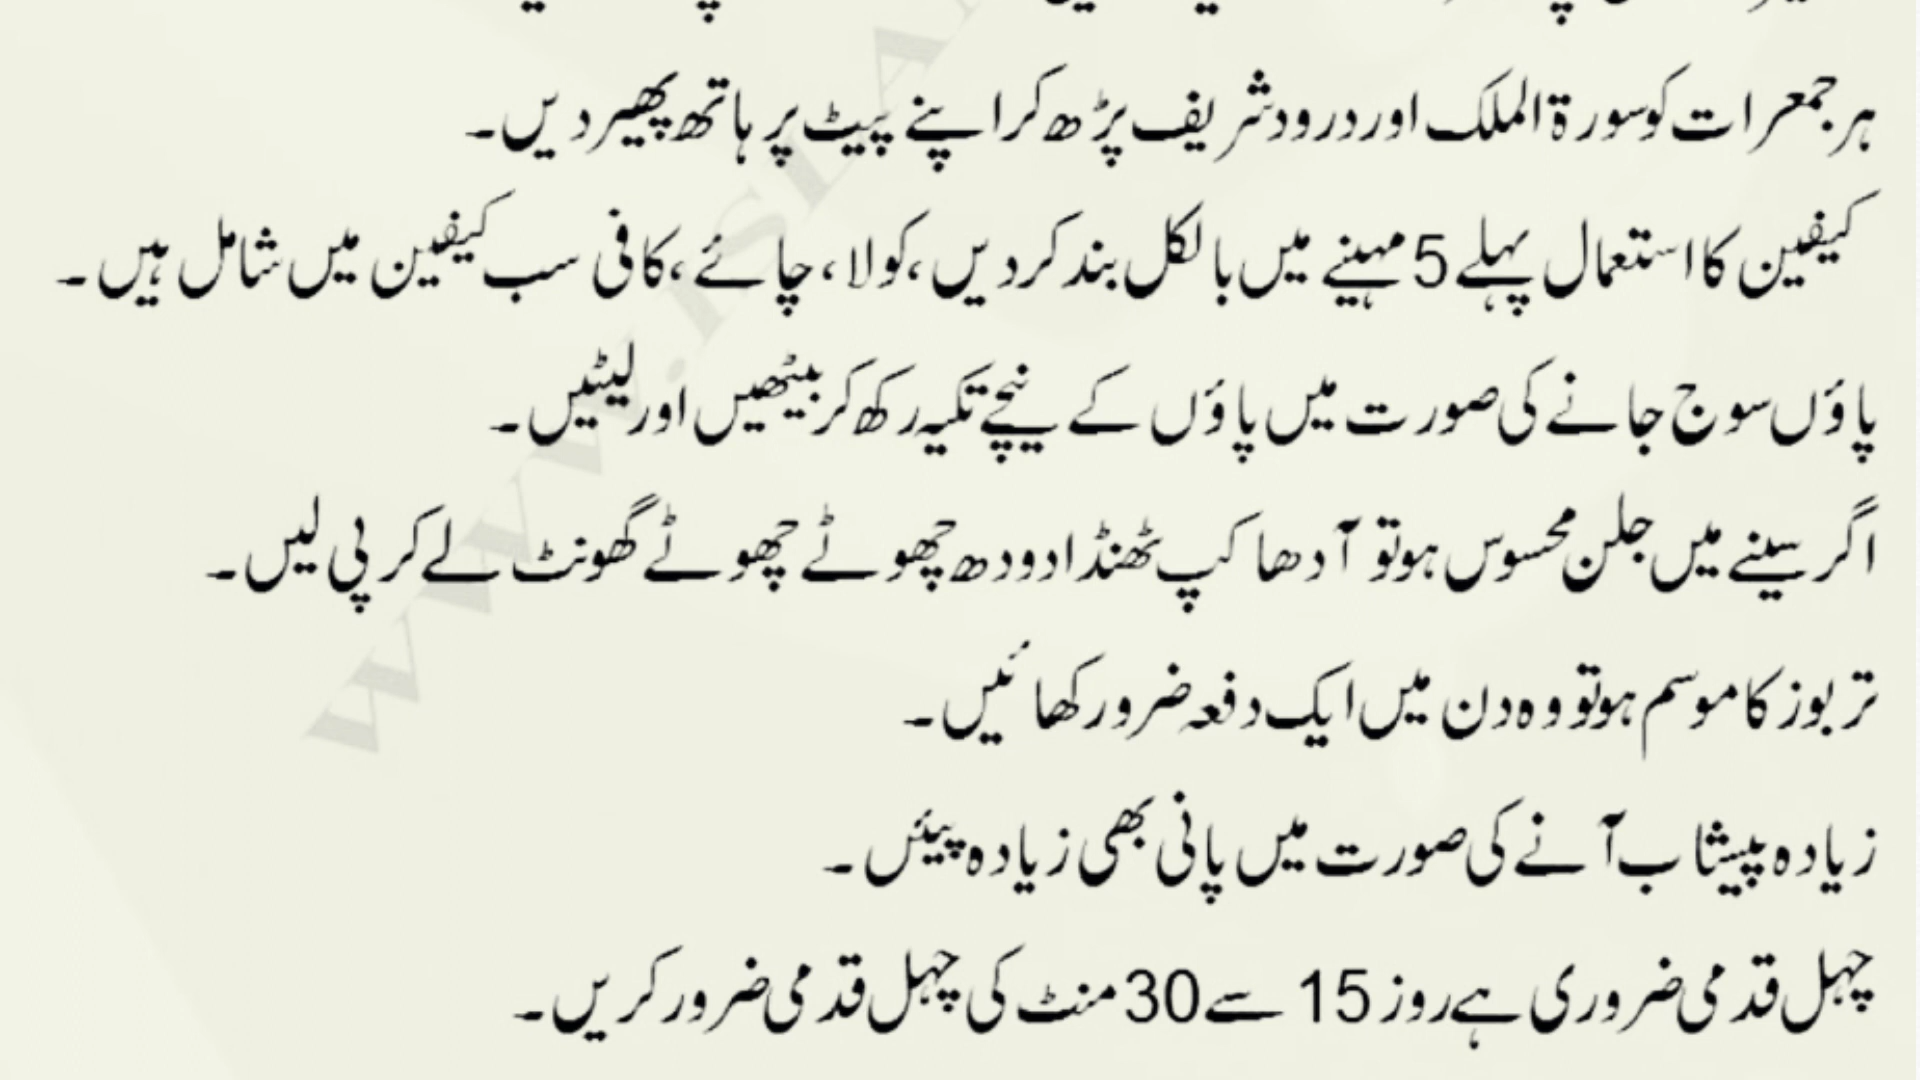 ہر جمعرات کو سورۃ الملک اور درود شریف پڑھ کر اپنے پیٹ پر ہاتھ پھیر دیں۔
کیفین کا استعمال پہلے 5 مہینے میں بالکل بند کر دیں، کولا، چائے، کافی سب کیفین میں شامل ہیں۔
پاؤں سوج جانے کی صورت میں پاؤں کے نیچے تکیہ رکھ کر بیٹھیں اور لیٹیں۔
اگر سینے میں جلن محسوس ہو تو آدھا کپ ٹھنڈا دودھ چھوٹے چھوٹے گھونٹ لے کر پی لیں۔
تربوز کا موسم ہو تو وہ دن میں ایک دفعہ ضرور کھائیں۔
زیادہ پیشاب آنے کی صورت میں پانی بھی زیادہ پیئں۔
چہل قدمی ضروری ہے روز 15 سے 30 منٹ کی چہل قدمی ضرور کریں۔
WWW.ISLA